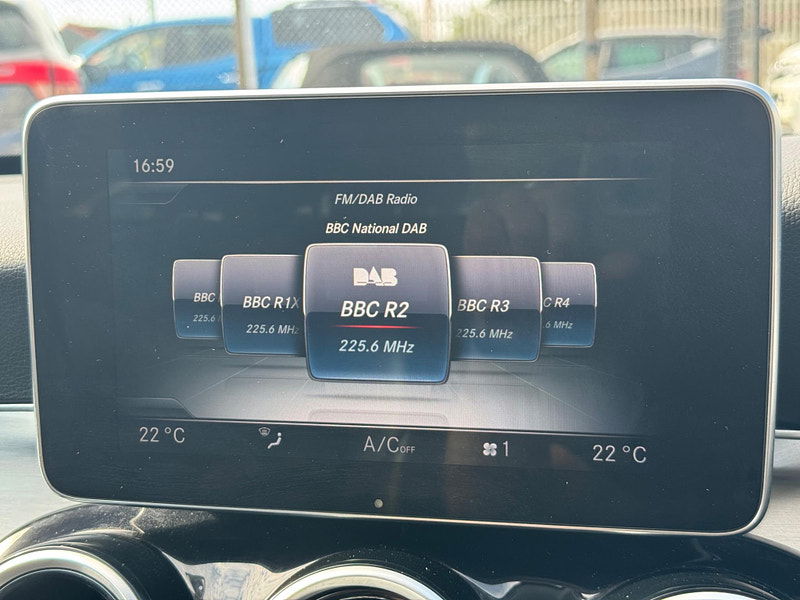 16:59
FM/DAB Radio
BBC National DAB
DAB
BBC BBC R1X BBC R2 BBC R3 C R4
225.6 225.6 MHz 225.6 MHz 225.6 MHz .6 MHz
22°C A/C OFF 1 22°C